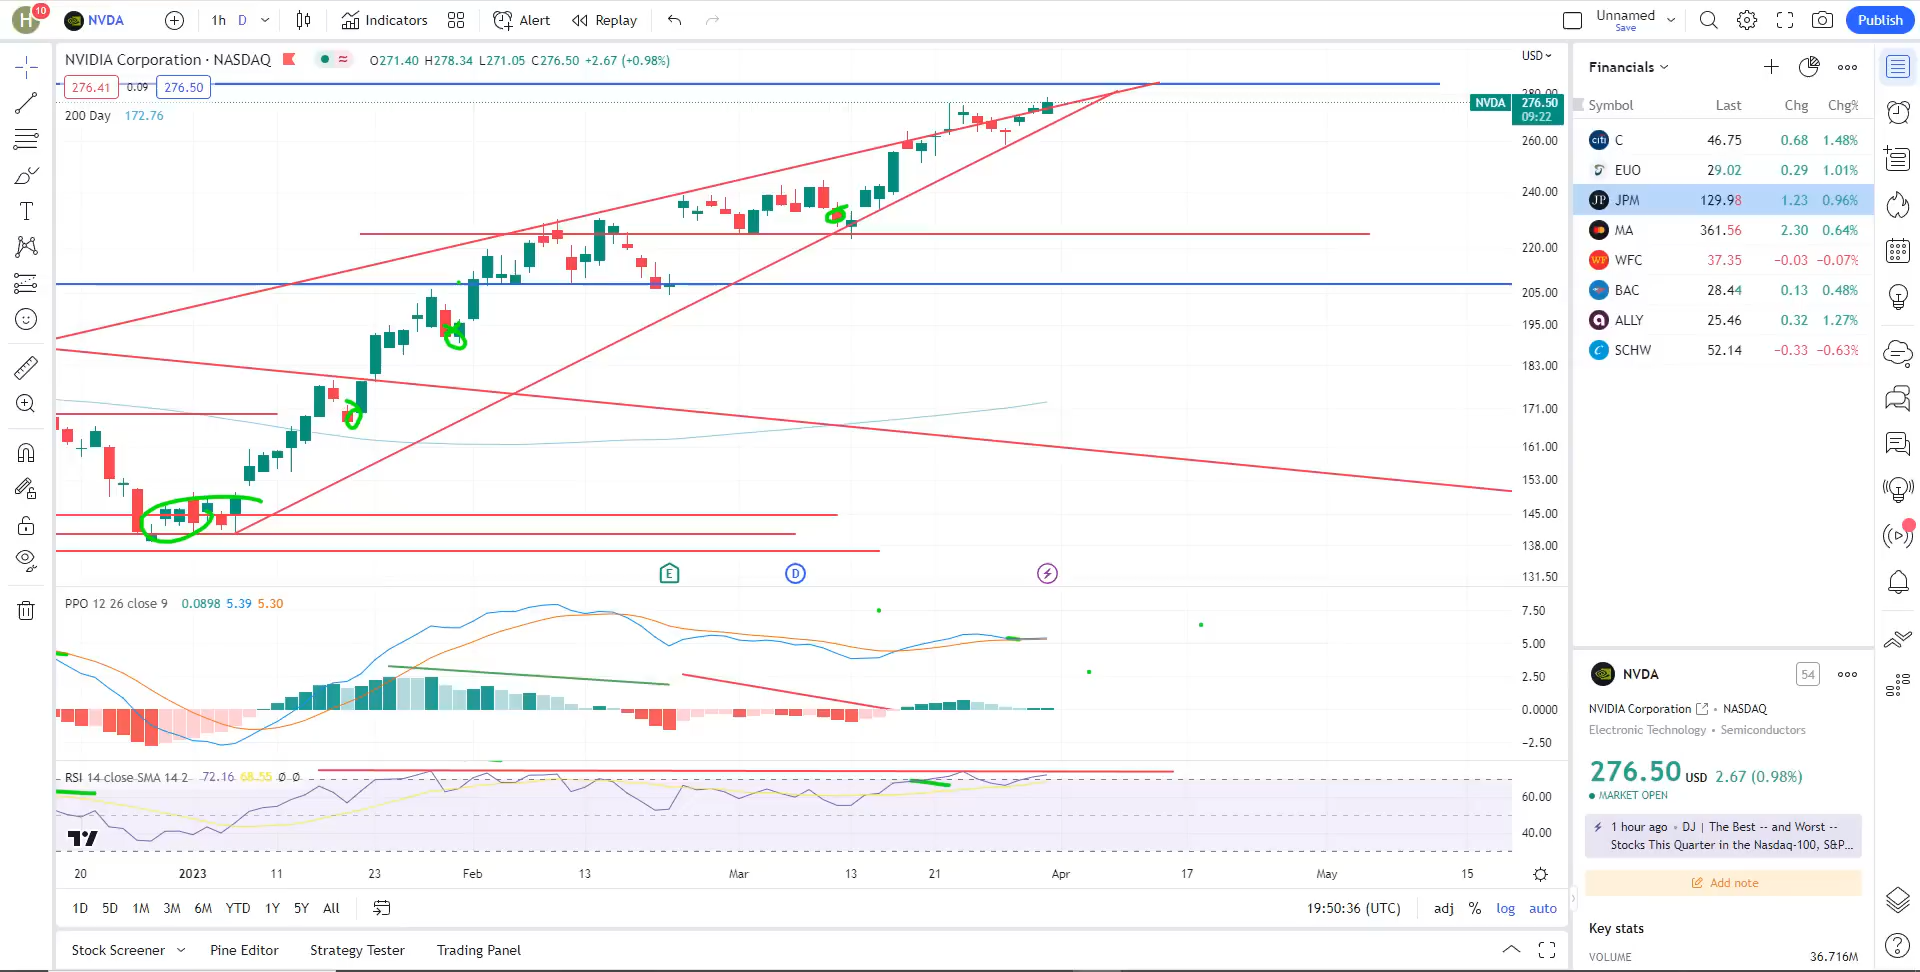 H 10 NVDA 1h D Indicators Alert Replay Unnamed Save Publish
NVIDIA Corporation · NASDAQ O271.40 H278.34 L271.05 C276.50 +2.67 (+0.98%)
276.41 0.09 276.50
200 Day 172.76
USD
280.00
NVDA 276.50
09:22
260.00
240.00
220.00
205.00
195.00
183.00
171.00
161.00
153.00
145.00
138.00
131.50
E D
PPO 12 26 close 9 0.0898 5.39 5.30
7.50
5.00
2.50
0.0000
−2.50
RSI 14 close SMA 14 2 72.16 68.55 Ø Ø
60.00
40.00
20 2023 11 23 Feb 13 Mar 13 21 Apr 17 May 15
1D 5D 1M 3M 6M YTD 1Y 5Y All 19:50:36 (UTC) adj % log auto
Stock Screener Pine Editor Strategy Tester Trading Panel
Financials
Symbol Last Chg Chg%
citi C 46.75 0.68 1.48%
EUO 29.02 0.29 1.01%
JP JPM 129.98 1.23 0.96%
MA 361.56 2.30 0.64%
WF WFC 37.35 −0.03 −0.07%
BAC 28.44 0.13 0.48%
ALLY 25.46 0.32 1.27%
SCHW 52.14 −0.33 −0.63%
NVDA 54
NVIDIA Corporation • NASDAQ
Electronic Technology • Semiconductors
276.50 USD 2.67 (0.98%)
MARKET OPEN
1 hour ago • DJ | The Best -- and Worst --
Stocks This Quarter in the Nasdaq-100, S&P...
Add note
Key stats
VOLUME 36.716M